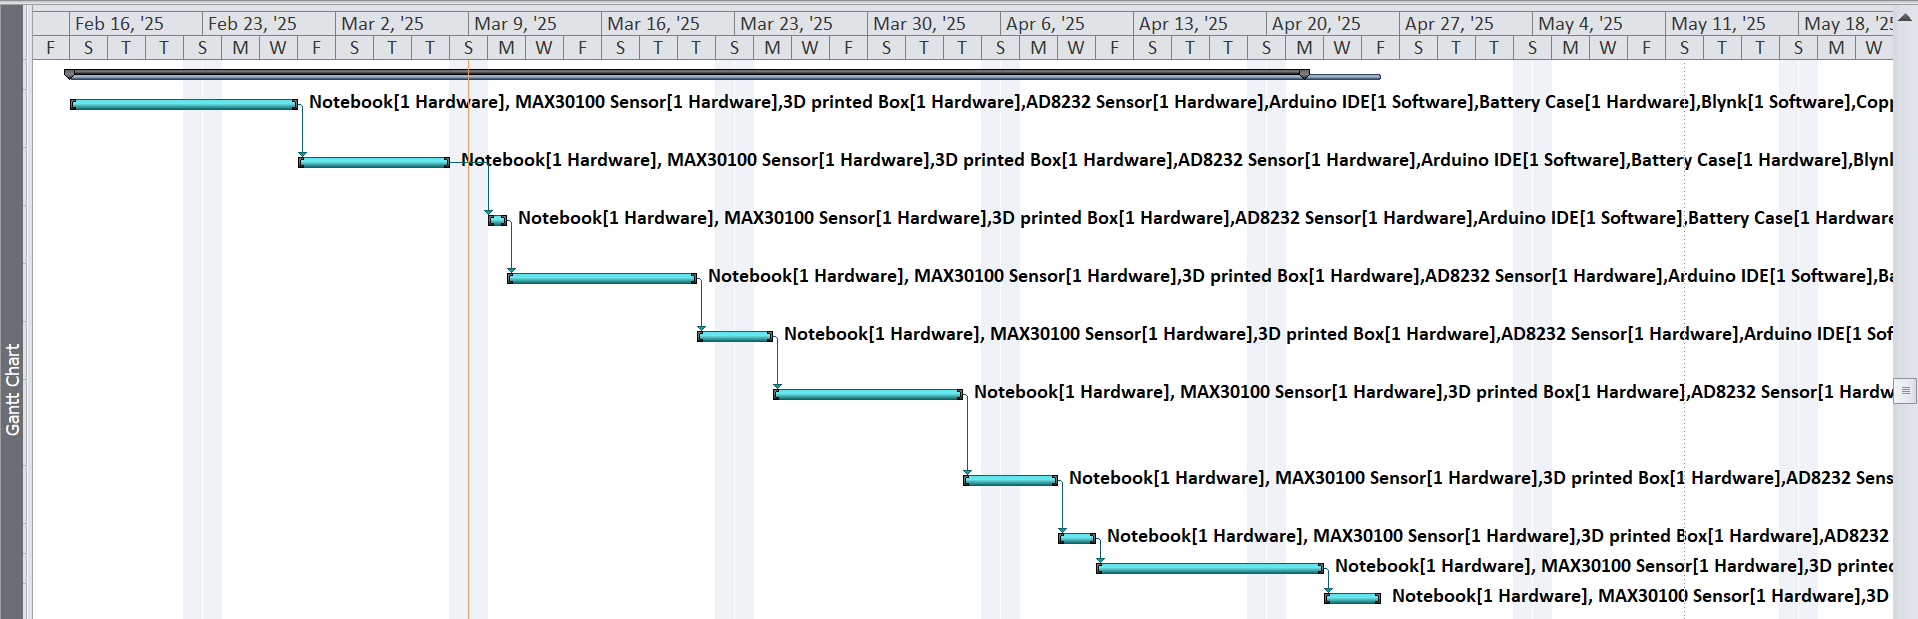 Feb 16, '25 Feb 23, '25 Mar 2, '25 Mar 9, '25 Mar 16, '25 Mar 23, '25 Mar 30, '25 Apr 6, '25 Apr 13, '25 Apr 20, '25 Apr 27, '25 May 4, '25 May 11, '25 May 18, '25
F S T T S M W F S T T S M W F S T T S M W F S T T S M W F S T T S M W F S T T S M W F S T T S M W
Notebook[1 Hardware], MAX30100 Sensor[1 Hardware],3D printed Box[1 Hardware],AD8232 Sensor[1 Hardware],Arduino IDE[1 Software],Battery Case[1 Hardware],Blynk[1 Software],Copp
Notebook[1 Hardware], MAX30100 Sensor[1 Hardware],3D printed Box[1 Hardware],AD8232 Sensor[1 Hardware],Arduino IDE[1 Software],Battery Case[1 Hardware],Blynk
Notebook[1 Hardware], MAX30100 Sensor[1 Hardware],3D printed Box[1 Hardware],AD8232 Sensor[1 Hardware],Arduino IDE[1 Software],Battery Case[1 Hardware
Notebook[1 Hardware], MAX30100 Sensor[1 Hardware],3D printed Box[1 Hardware],AD8232 Sensor[1 Hardware],Arduino IDE[1 Software],Ba
Notebook[1 Hardware], MAX30100 Sensor[1 Hardware],3D printed Box[1 Hardware],AD8232 Sensor[1 Hardware],Arduino IDE[1 Sof
Notebook[1 Hardware], MAX30100 Sensor[1 Hardware],3D printed Box[1 Hardware],AD8232 Sensor[1 Hardw
Notebook[1 Hardware], MAX30100 Sensor[1 Hardware],3D printed Box[1 Hardware],AD8232 Sens
Notebook[1 Hardware], MAX30100 Sensor[1 Hardware],3D printed Box[1 Hardware],AD8232
Notebook[1 Hardware], MAX30100 Sensor[1 Hardware],3D printed
Notebook[1 Hardware], MAX30100 Sensor[1 Hardware],3D
Gantt Chart